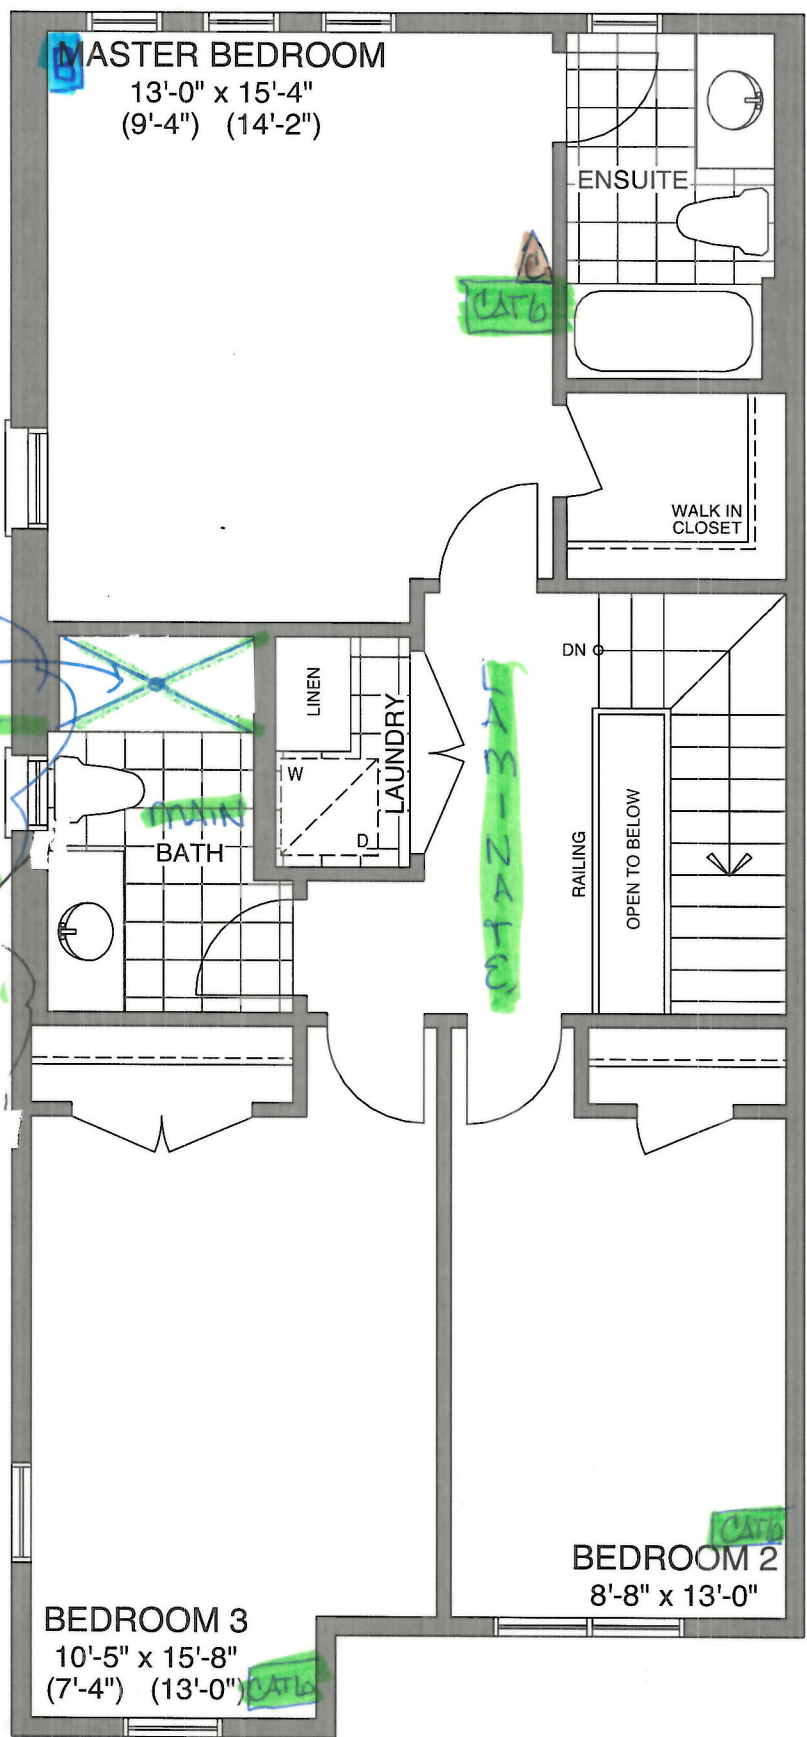 MASTER BEDROOM
13'-0" x 15'-4"
(9'-4") (14'-2")
ENSUITE
C
CAT6
WALK IN
CLOSET
DN
LINEN
LAUNDRY
W
D
LAMINATE
MAIN
BATH
RAILING
OPEN TO BELOW
CAT6
BEDROOM 2
8'-8" x 13'-0"
BEDROOM 3
10'-5" x 15'-8"
(7'-4") (13'-0")
CAT6